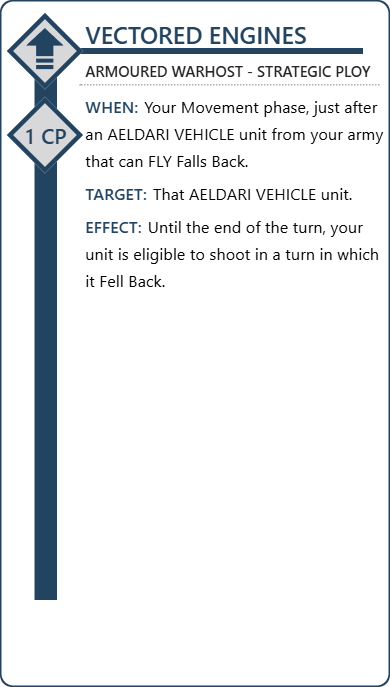 VECTORED ENGINES
ARMOURED WARHOST - STRATEGIC PLOY
1 CP
WHEN: Your Movement phase, just after
an AELDARI VEHICLE unit from your army
that can FLY Falls Back.
TARGET: That AELDARI VEHICLE unit.
EFFECT: Until the end of the turn, your
unit is eligible to shoot in a turn in which
it Fell Back.